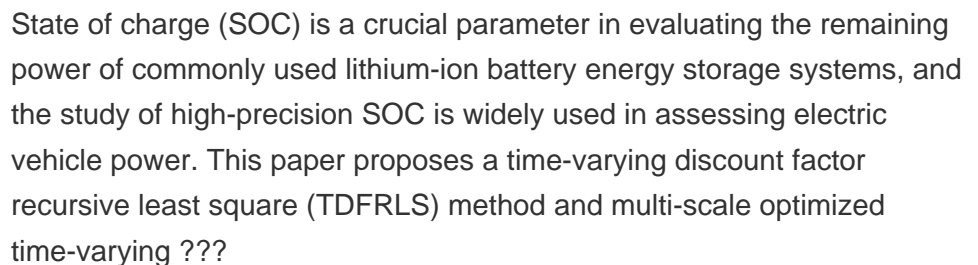 State of charge (SOC) is a crucial parameter in evaluating the remaining
power of commonly used lithium-ion battery energy storage systems, and
the study of high-precision SOC is widely used in assessing electric
vehicle power. This paper proposes a time-varying discount factor
recursive least square (TDFRLS) method and multi-scale optimized
time-varying ???